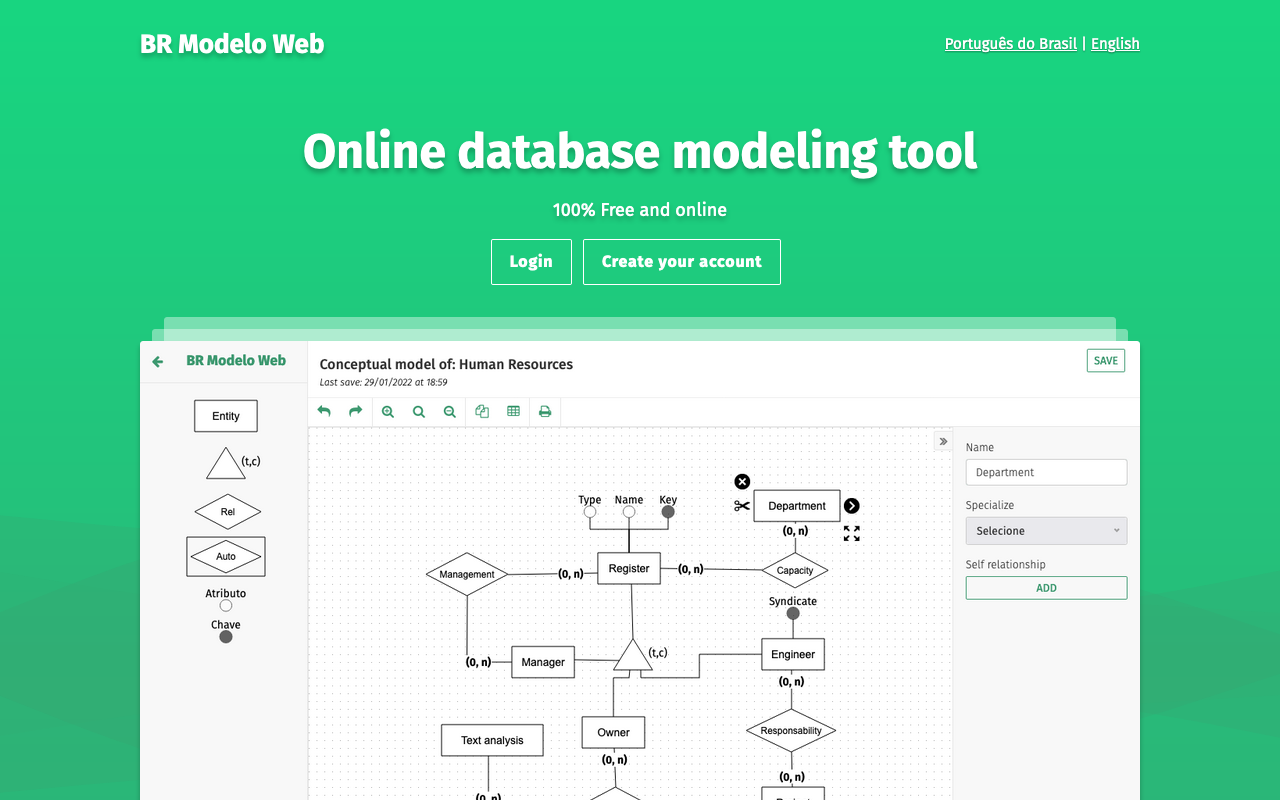 BR Modelo Web
Português do Brasil | English
Online database modeling tool
100% Free and online
Login
Create your account
BR Modelo Web
Conceptual model of: Human Resources
Last save: 29/01/2022 at 18:59
SAVE
Entity
(t,c)
Rel
Auto
Atributo
Chave
Type
Name
Key
Department
(0, n)
Management
(0, n)
Register
(0, n)
Capacity
Syndicate
(0, n)
Manager
(t,c)
Engineer
(0, n)
Text analysis
Owner
Responsability
(0, n)
(0, n)
(0, n)
Name
Department
Specialize
Selecione
Self relationship
ADD